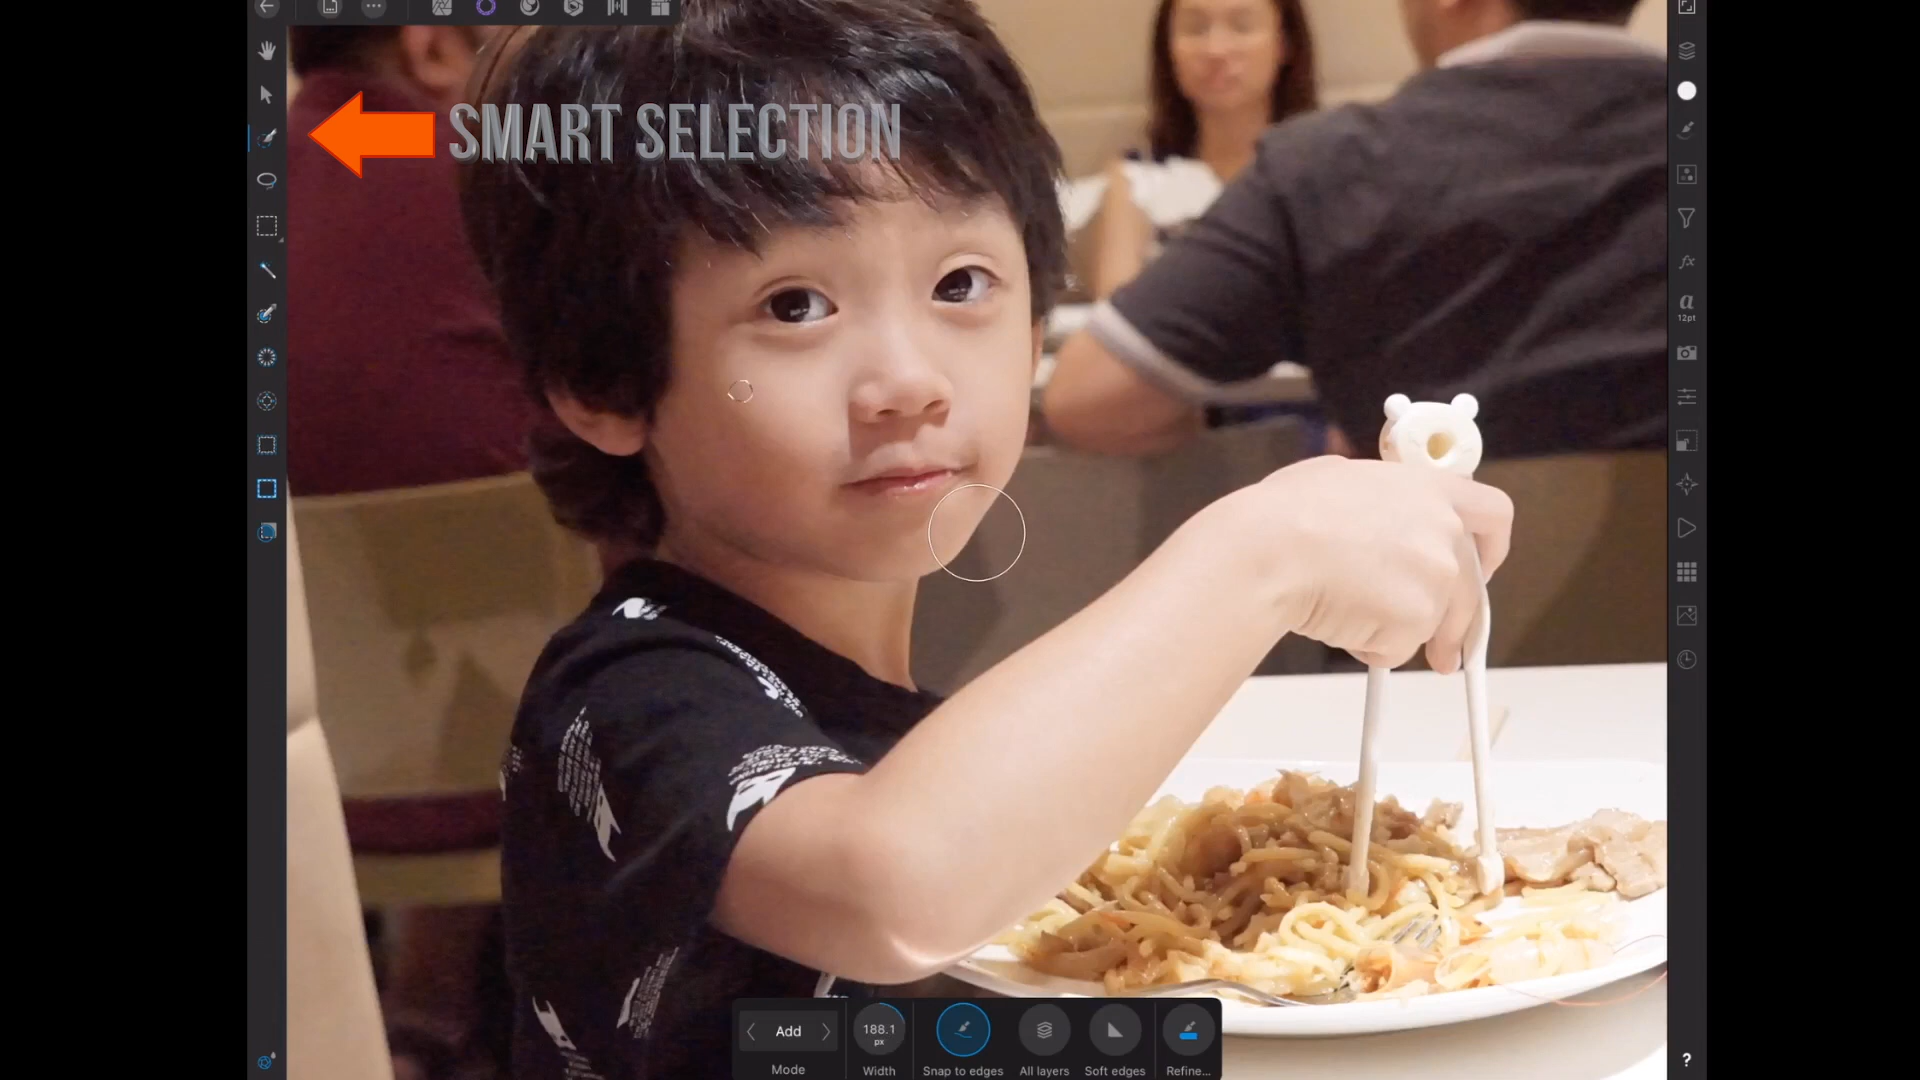 SMART SELECTION
a
12pt
Add
Mode
188.1
px
Width
Snap to edges
All layers
Soft edges
Refine...
?